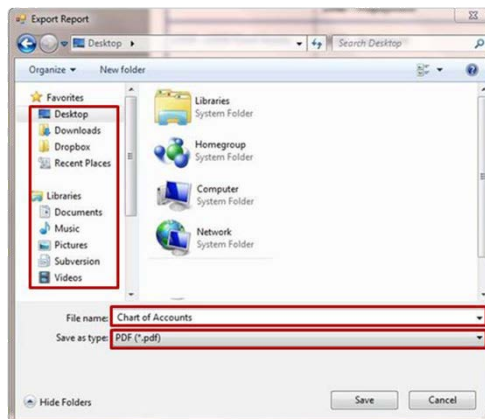 Export Report
Desktop
Search Desktop
Organize
New folder
Favorites
Desktop
Downloads
Dropbox
Recent Places
Libraries
Documents
Music
Pictures
Subversion
Videos
Libraries
System Folder
Homegroup
System Folder
Computer
System Folder
Network
System Folder
File name: Chart of Accounts
Save as type: PDF (*.pdf)
Hide Folders
Save
Cancel